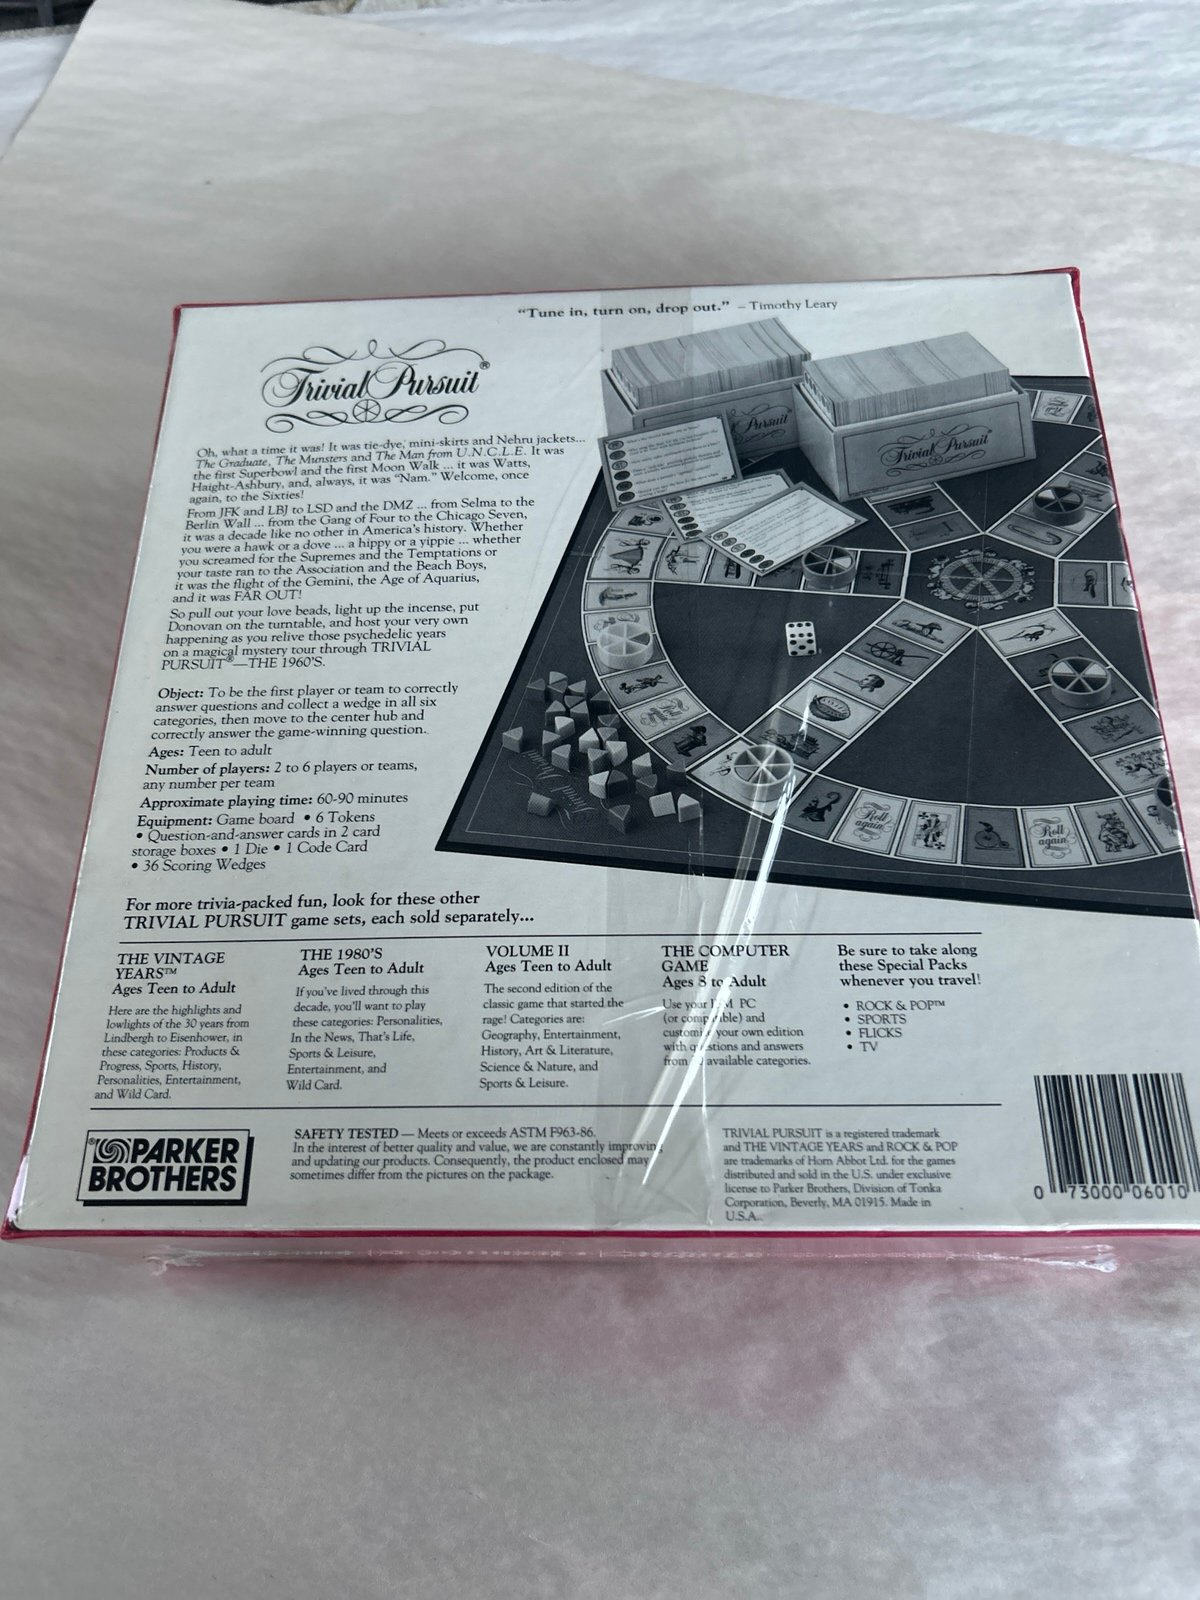 “Tune in, turn on, drop out.” – Timothy Leary
Trivial Pursuit®
Oh, what a time it was! It was tie-dye, mini-skirts and Nehru jackets...
The Graduate, The Munsters and The Man from U.N.C.L.E. It was
the first Superbowl and the first Moon Walk ... it was Watts,
Haight-Ashbury, and, always, it was “Nam.” Welcome, once
again, to the Sixties!
From JFK and LBJ to LSD and the DMZ ... from Selma to the
Berlin Wall ... from the Gang of Four to the Chicago Seven,
it was a decade like no other in America's history. Whether
you were a hawk or a dove ... a hippy or a yippie ... whether
you screamed for the Supremes and the Temptations or
your taste ran to the Association and the Beach Boys,
it was the flight of the Gemini, the Age of Aquarius,
and it was FAR OUT!
So pull out your love beads, light up the incense, put
Donovan on the turntable, and host your very own
happening as you relive those psychedelic years
on a magical mystery tour through TRIVIAL
PURSUIT®—THE 1960'S.
Object: To be the first player or team to correctly
answer questions and collect a wedge in all six
categories, then move to the center hub and
correctly answer the game-winning question.
Ages: Teen to adult
Number of players: 2 to 6 players or teams,
any number per team
Approximate playing time: 60-90 minutes
Equipment: Game board • 6 Tokens
• Question-and-answer cards in 2 card
storage boxes • 1 Die • 1 Code Card
• 36 Scoring Wedges
Pursuit
Trivial Pursuit®
Roll
again
Roll
again
For more trivia-packed fun, look for these other
TRIVIAL PURSUIT game sets, each sold separately...
THE VINTAGE
YEARS™
Ages Teen to Adult
Here are the highlights and
lowlights of the 30 years from
Lindbergh to Eisenhower, in
these categories: Products &
Progress, Sports, History,
Personalities, Entertainment,
and Wild Card.
THE 1980'S
Ages Teen to Adult
If you've lived through this
decade, you'll want to play
these categories: Personalities,
In the News, That's Life,
Sports & Leisure,
Entertainment, and
Wild Card.
VOLUME II
Ages Teen to Adult
The second edition of the
classic game that started the
rage! Categories are:
Geography, Entertainment,
History, Art & Literature,
Science & Nature, and
Sports & Leisure.
THE COMPUTER
GAME
Ages 8 to Adult
Use your IBM PC
(or compatible) and
customize your own edition
with questions and answers
from available categories.
Be sure to take along
these Special Packs
whenever you travel!
• ROCK & POP™
• SPORTS
• FLICKS
• TV
®PARKER
BROTHERS
SAFETY TESTED — Meets or exceeds ASTM F963-86.
In the interest of better quality and value, we are constantly improving
and updating our products. Consequently, the product enclosed may
sometimes differ from the pictures on the package.
TRIVIAL PURSUIT is a registered trademark
and THE VINTAGE YEARS and ROCK & POP
are trademarks of Horn Abbot Ltd. for the games
distributed and sold in the U.S. under exclusive
license to Parker Brothers, Division of Tonka
Corporation, Beverly, MA 01915. Made in
U.S.A.
0 73000 06010